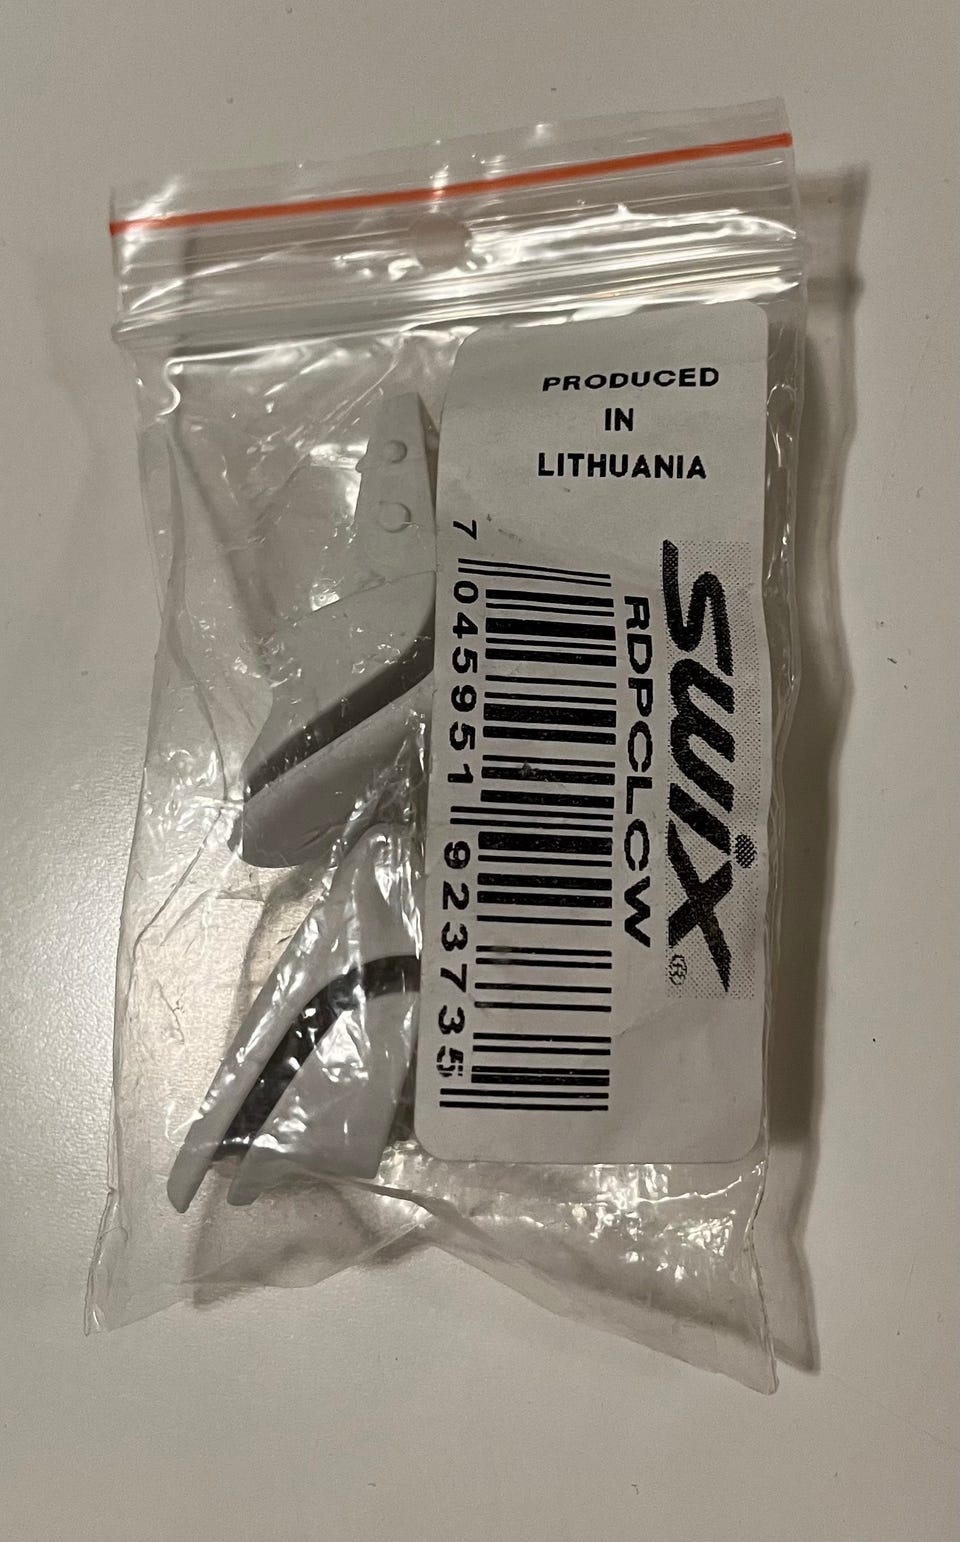 PRODUCED
IN
LITHUANIA
swix
RDPCLCW
7 045951 923735